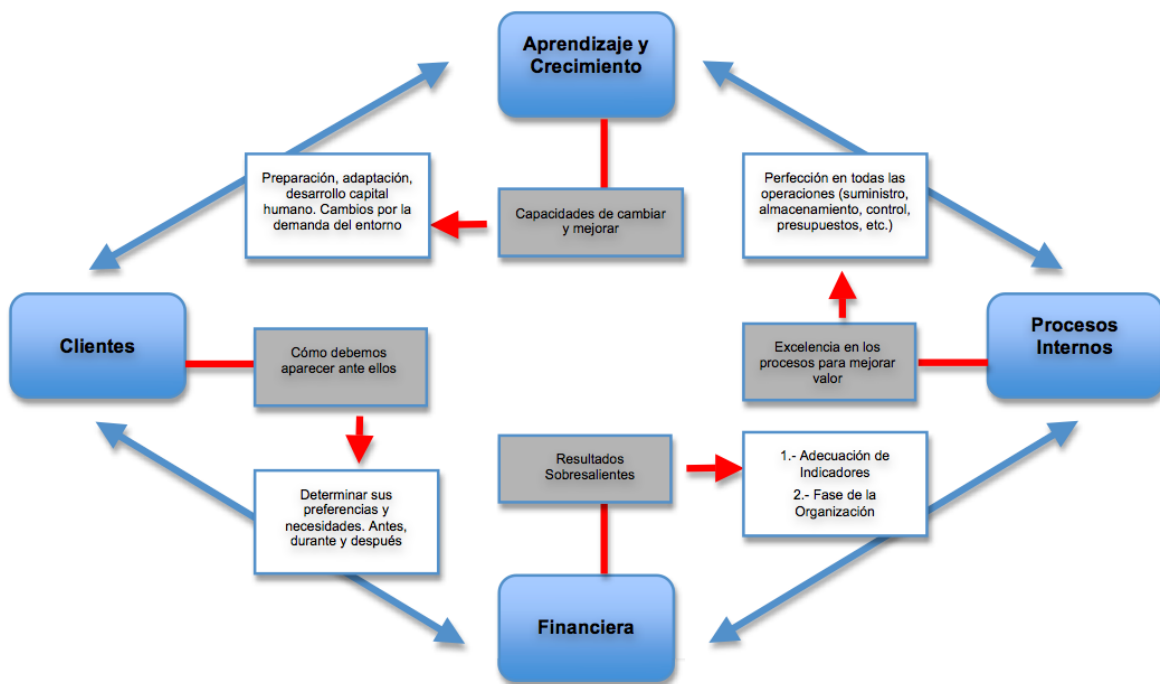 Aprendizaje y
Crecimiento
Preparación, adaptación,
desarrollo capital
humano. Cambios por la
demanda del entorno
Capacidades de cambiar
y mejorar
Perfección en todas las
operaciones (suministro,
almacenamiento, control,
presupuestos, etc.)
Clientes
Cómo debemos
aparecer ante ellos
Excelencia en los
procesos para mejorar
valor
Procesos
Internos
Determinar sus
preferencias y
necesidades. Antes,
durante y después
Resultados
Sobresalientes
1.- Adecuación de
Indicadores
2.- Fase de la
Organización
Financiera